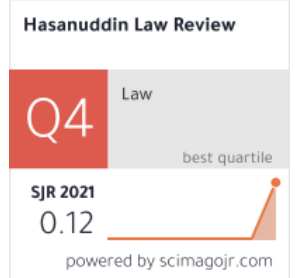 Hasanuddin Law Review
Q4
Law
best quartile
SJR 2021
0.12
powered by scimagojr.com